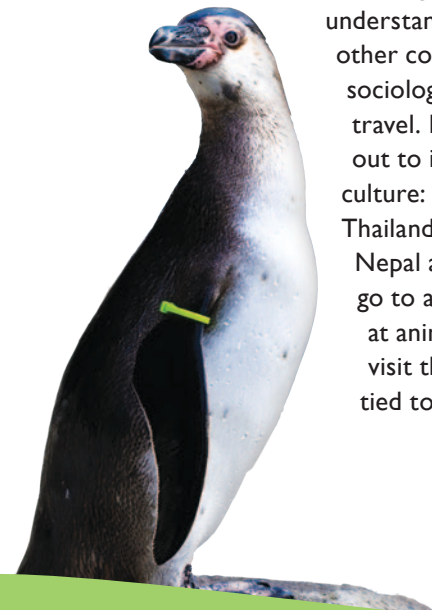 understan
other co
sociolog
travel.
out to i
culture:
Thailand
Nepal a
go to a
at anim
visit th
tied to